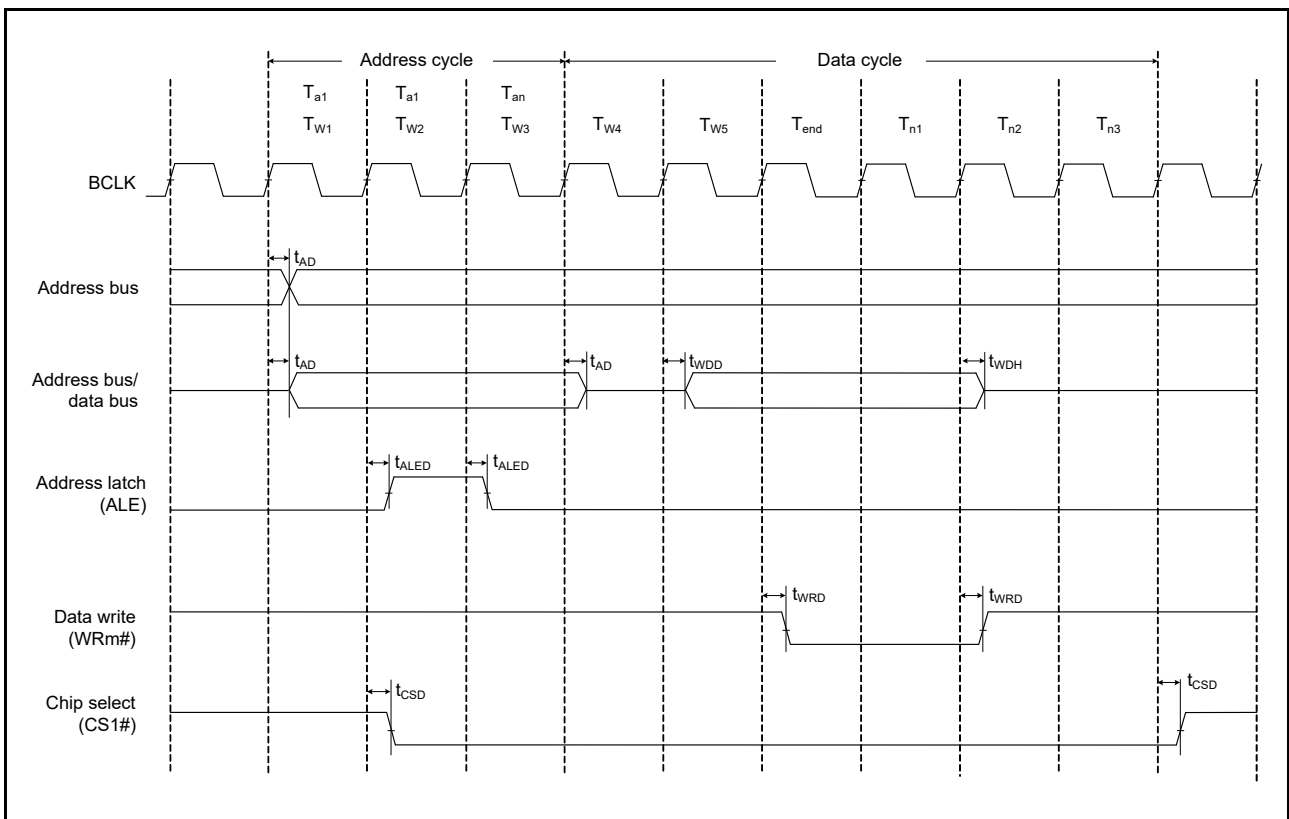 Address cycle Data cycle
Ta1 Ta1 Tan
TW1 TW2 TW3 TW4 TW5 Tend Tn1 Tn2 Tn3
BCLK
tAD
Address bus
tAD tAD tWDD tWDH
Address bus/
data bus
tALED tALED
Address latch
(ALE)
tWRD tWRD
Data write
(WRm#)
tCSD tCSD
Chip select
(CS1#)